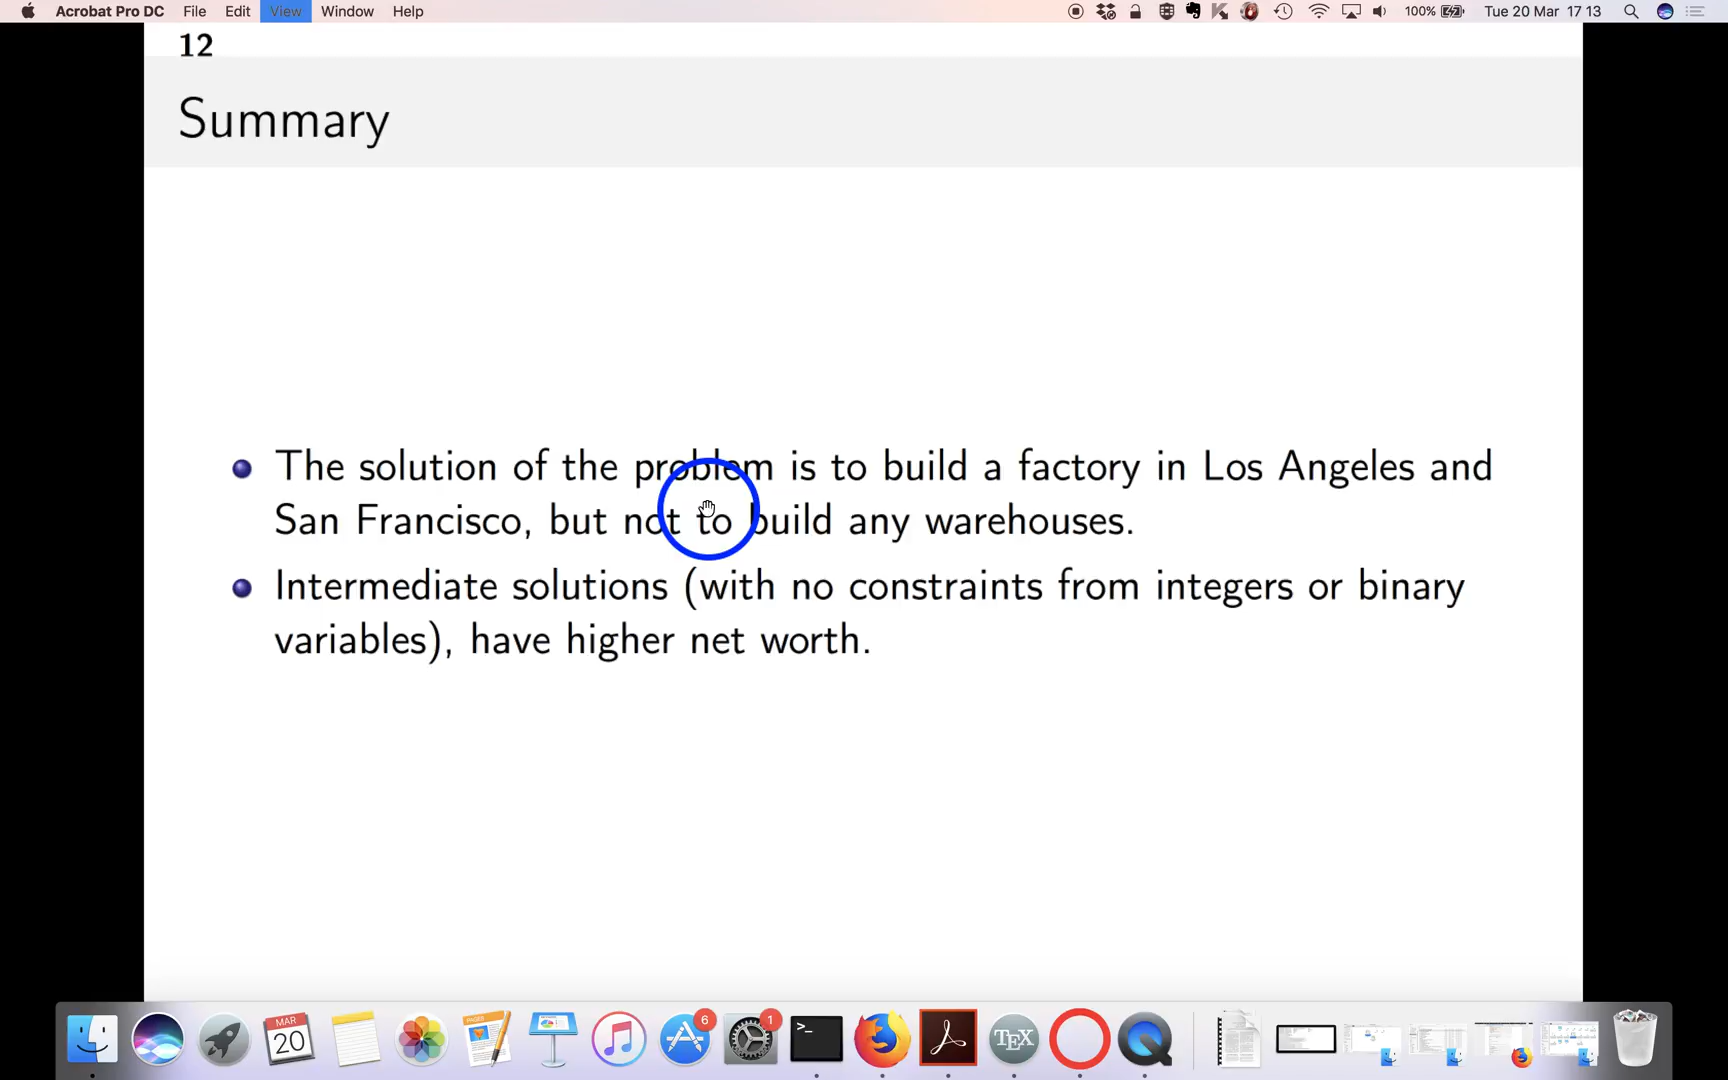 Acrobat Pro DC File Edit View Window Help 100% Tue 20 Mar 17 13
12
Summary
The solution of the problem is to build a factory in Los Angeles and
San Francisco, but not to build any warehouses.
Intermediate solutions (with no constraints from integers or binary
variables), have higher net worth.
MAR
20
PAGES
6
1
>_
TEX